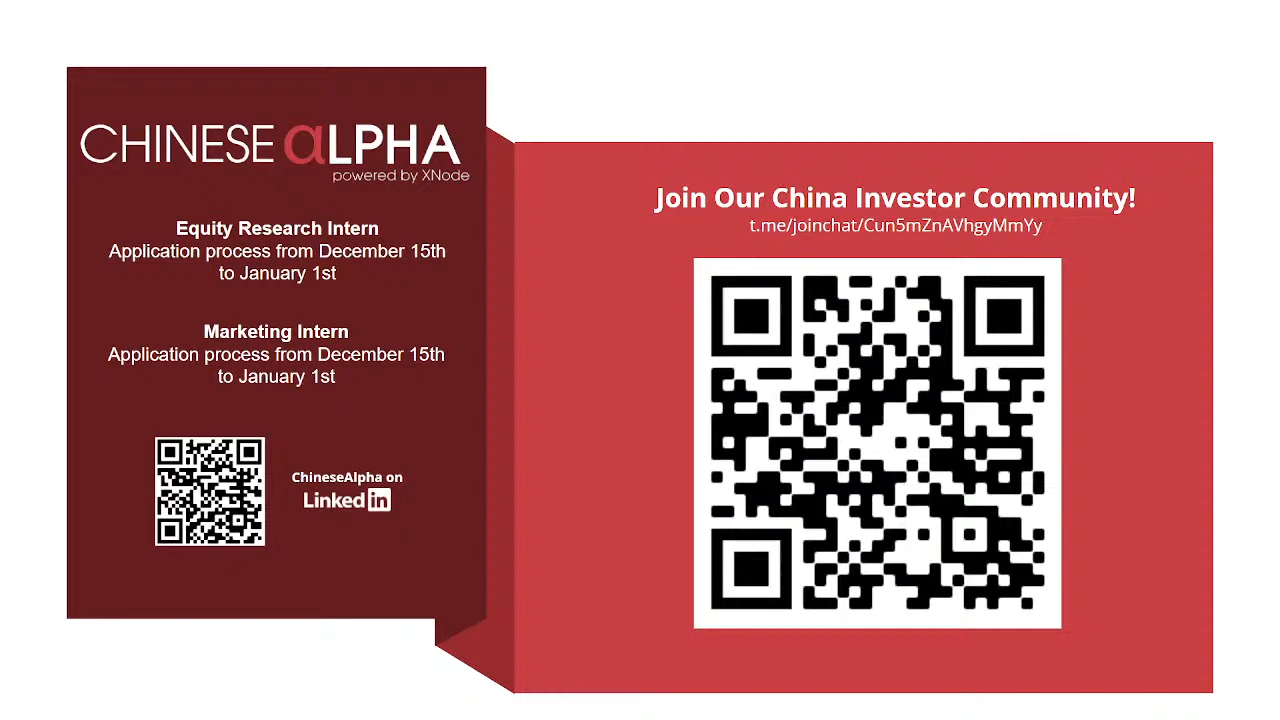 CHINESE αLPHA
powered by XNode
Equity Research Intern
Application process from December 15th
to January 1st
Marketing Intern
Application process from December 15th
to January 1st
ChineseAlpha on
LinkedIn
Join Our China Investor Community!
t.me/joinchat/Cun5mZnAVhgyMmYy